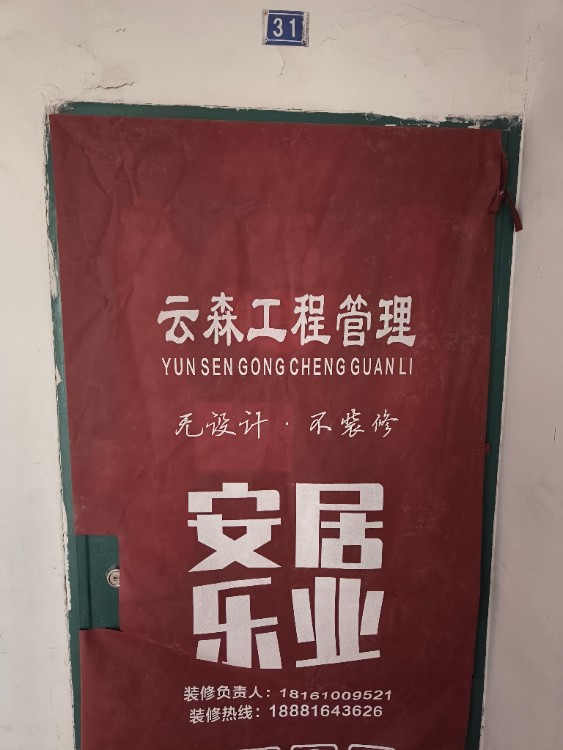 31
云森工程管理
YUN SEN GONG CHENG GUAN LI
无设计·不装修
安居
乐业
装修负责人：18161009521
装修热线：18881643626